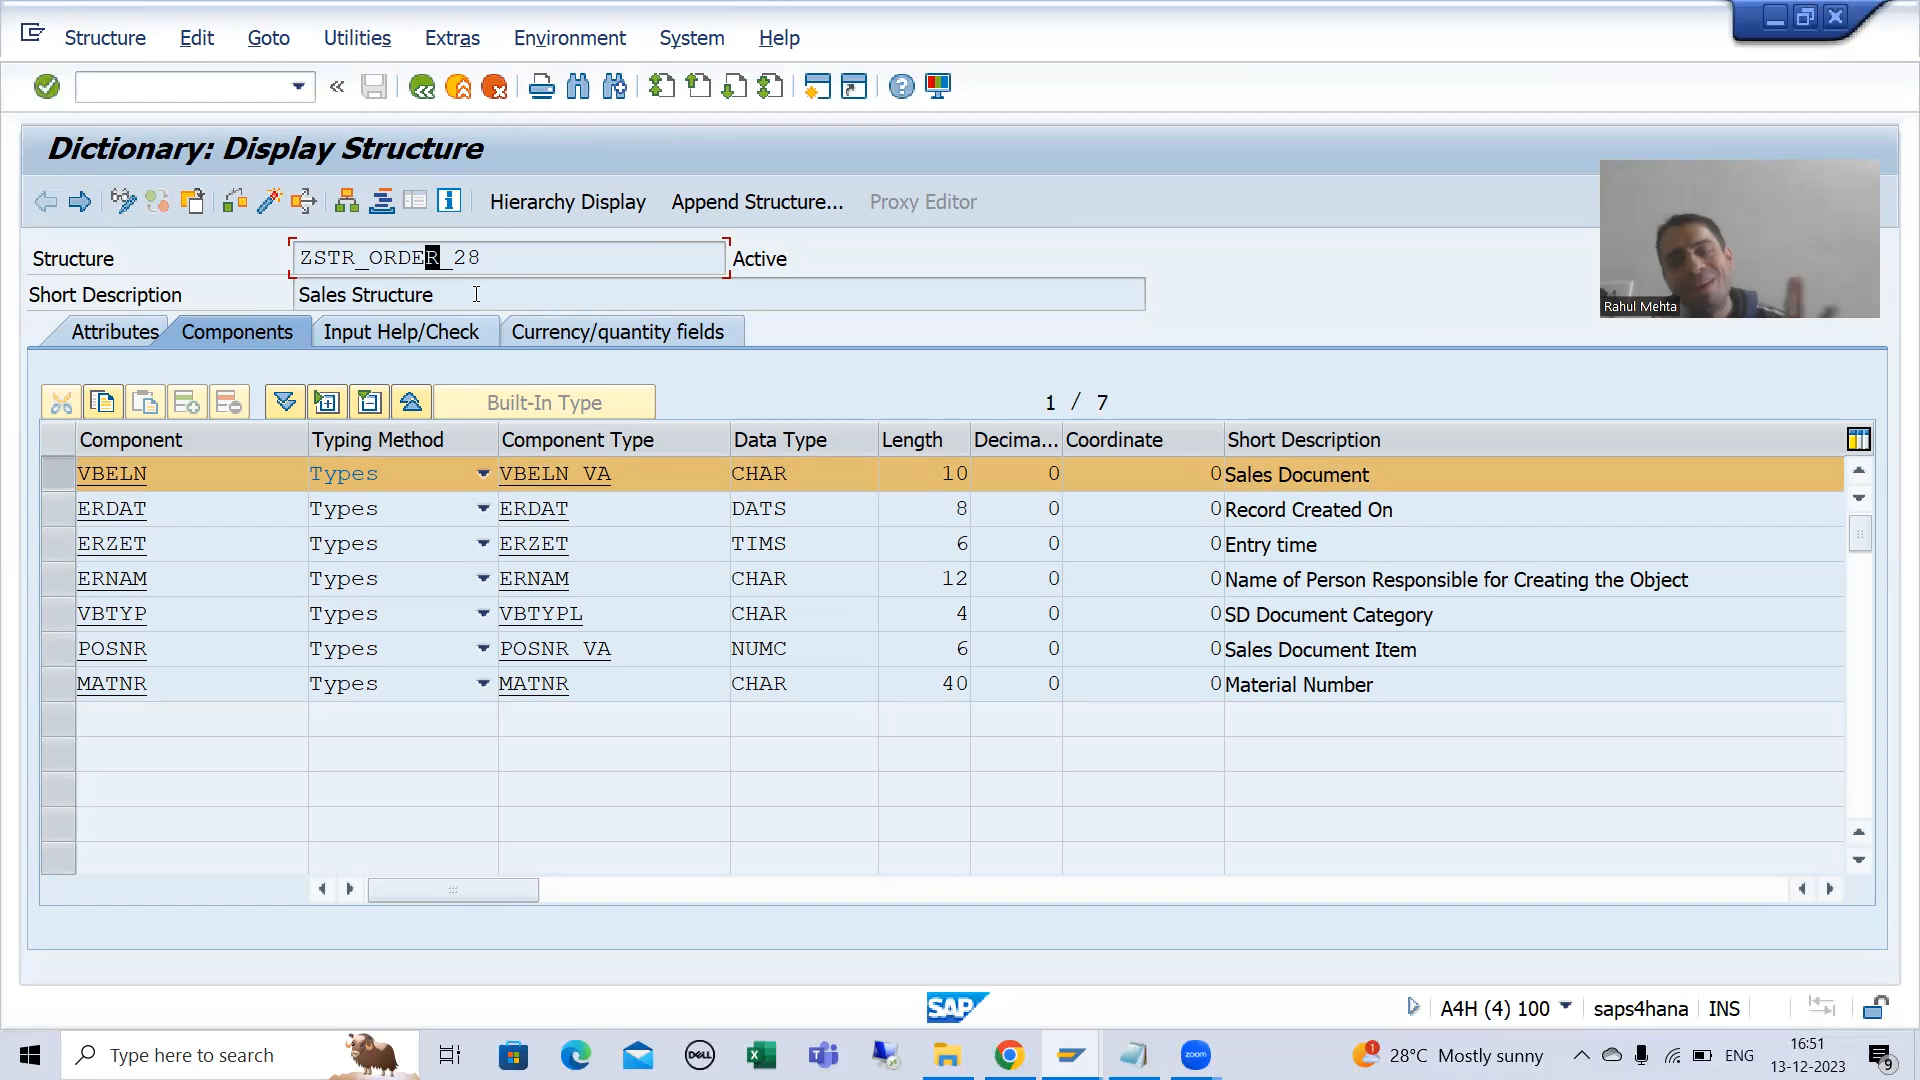 Structure Edit Goto Utilities Extras Environment System Help
Dictionary: Display Structure
Hierarchy Display Append Structure... Proxy Editor
Structure ZSTR_ORDER_28 Active
Short Description Sales Structure
Rahul Mehta
Attributes Components Input Help/Check Currency/quantity fields
Built-In Type 1 / 7
Component Typing Method Component Type Data Type Length Decima... Coordinate Short Description
VBELN Types VBELN_VA CHAR 10 0 0 Sales Document
ERDAT Types ERDAT DATS 8 0 0 Record Created On
ERZET Types ERZET TIMS 6 0 0 Entry time
ERNAM Types ERNAM CHAR 12 0 0 Name of Person Responsible for Creating the Object
VBTYP Types VBTYPL CHAR 4 0 0 SD Document Category
POSNR Types POSNR_VA NUMC 6 0 0 Sales Document Item
MATNR Types MATNR CHAR 40 0 0 Material Number
SAP A4H (4) 100 saps4hana INS
Type here to search DELL zoom 1 28°C Mostly sunny ENG 16:51
13-12-2023 9